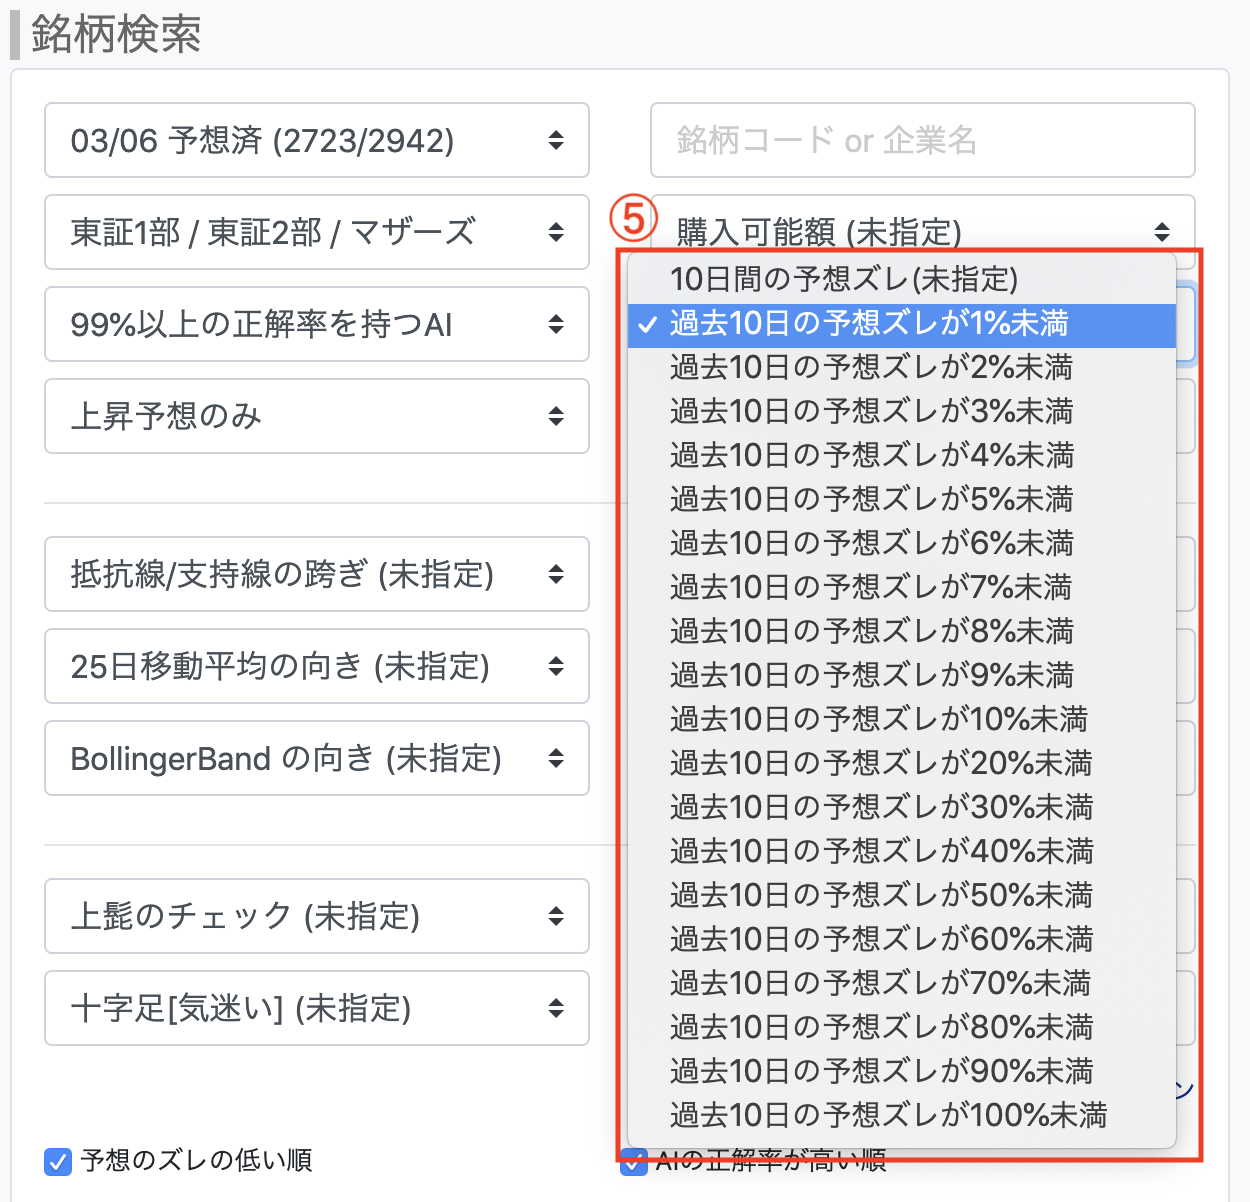 銘柄検索
03/06 予想済 (2723/2942)
銘柄コード or 企業名
東証1部 / 東証2部 / マザーズ
⑤
購入可能額 (未指定)
99%以上の正解率を持つAI
上昇予想のみ
抵抗線/支持線の跨ぎ (未指定)
25日移動平均の向き (未指定)
BollingerBand の向き (未指定)
上髭のチェック (未指定)
十字足[気迷い] (未指定)
10日間の予想ズレ(未指定)
過去10日の予想ズレが1%未満
過去10日の予想ズレが2%未満
過去10日の予想ズレが3%未満
過去10日の予想ズレが4%未満
過去10日の予想ズレが5%未満
過去10日の予想ズレが6%未満
過去10日の予想ズレが7%未満
過去10日の予想ズレが8%未満
過去10日の予想ズレが9%未満
過去10日の予想ズレが10%未満
過去10日の予想ズレが20%未満
過去10日の予想ズレが30%未満
過去10日の予想ズレが40%未満
過去10日の予想ズレが50%未満
過去10日の予想ズレが60%未満
過去10日の予想ズレが70%未満
過去10日の予想ズレが80%未満
過去10日の予想ズレが90%未満
過去10日の予想ズレが100%未満
ン
予想のズレの低い順
AIの正解率が高い順